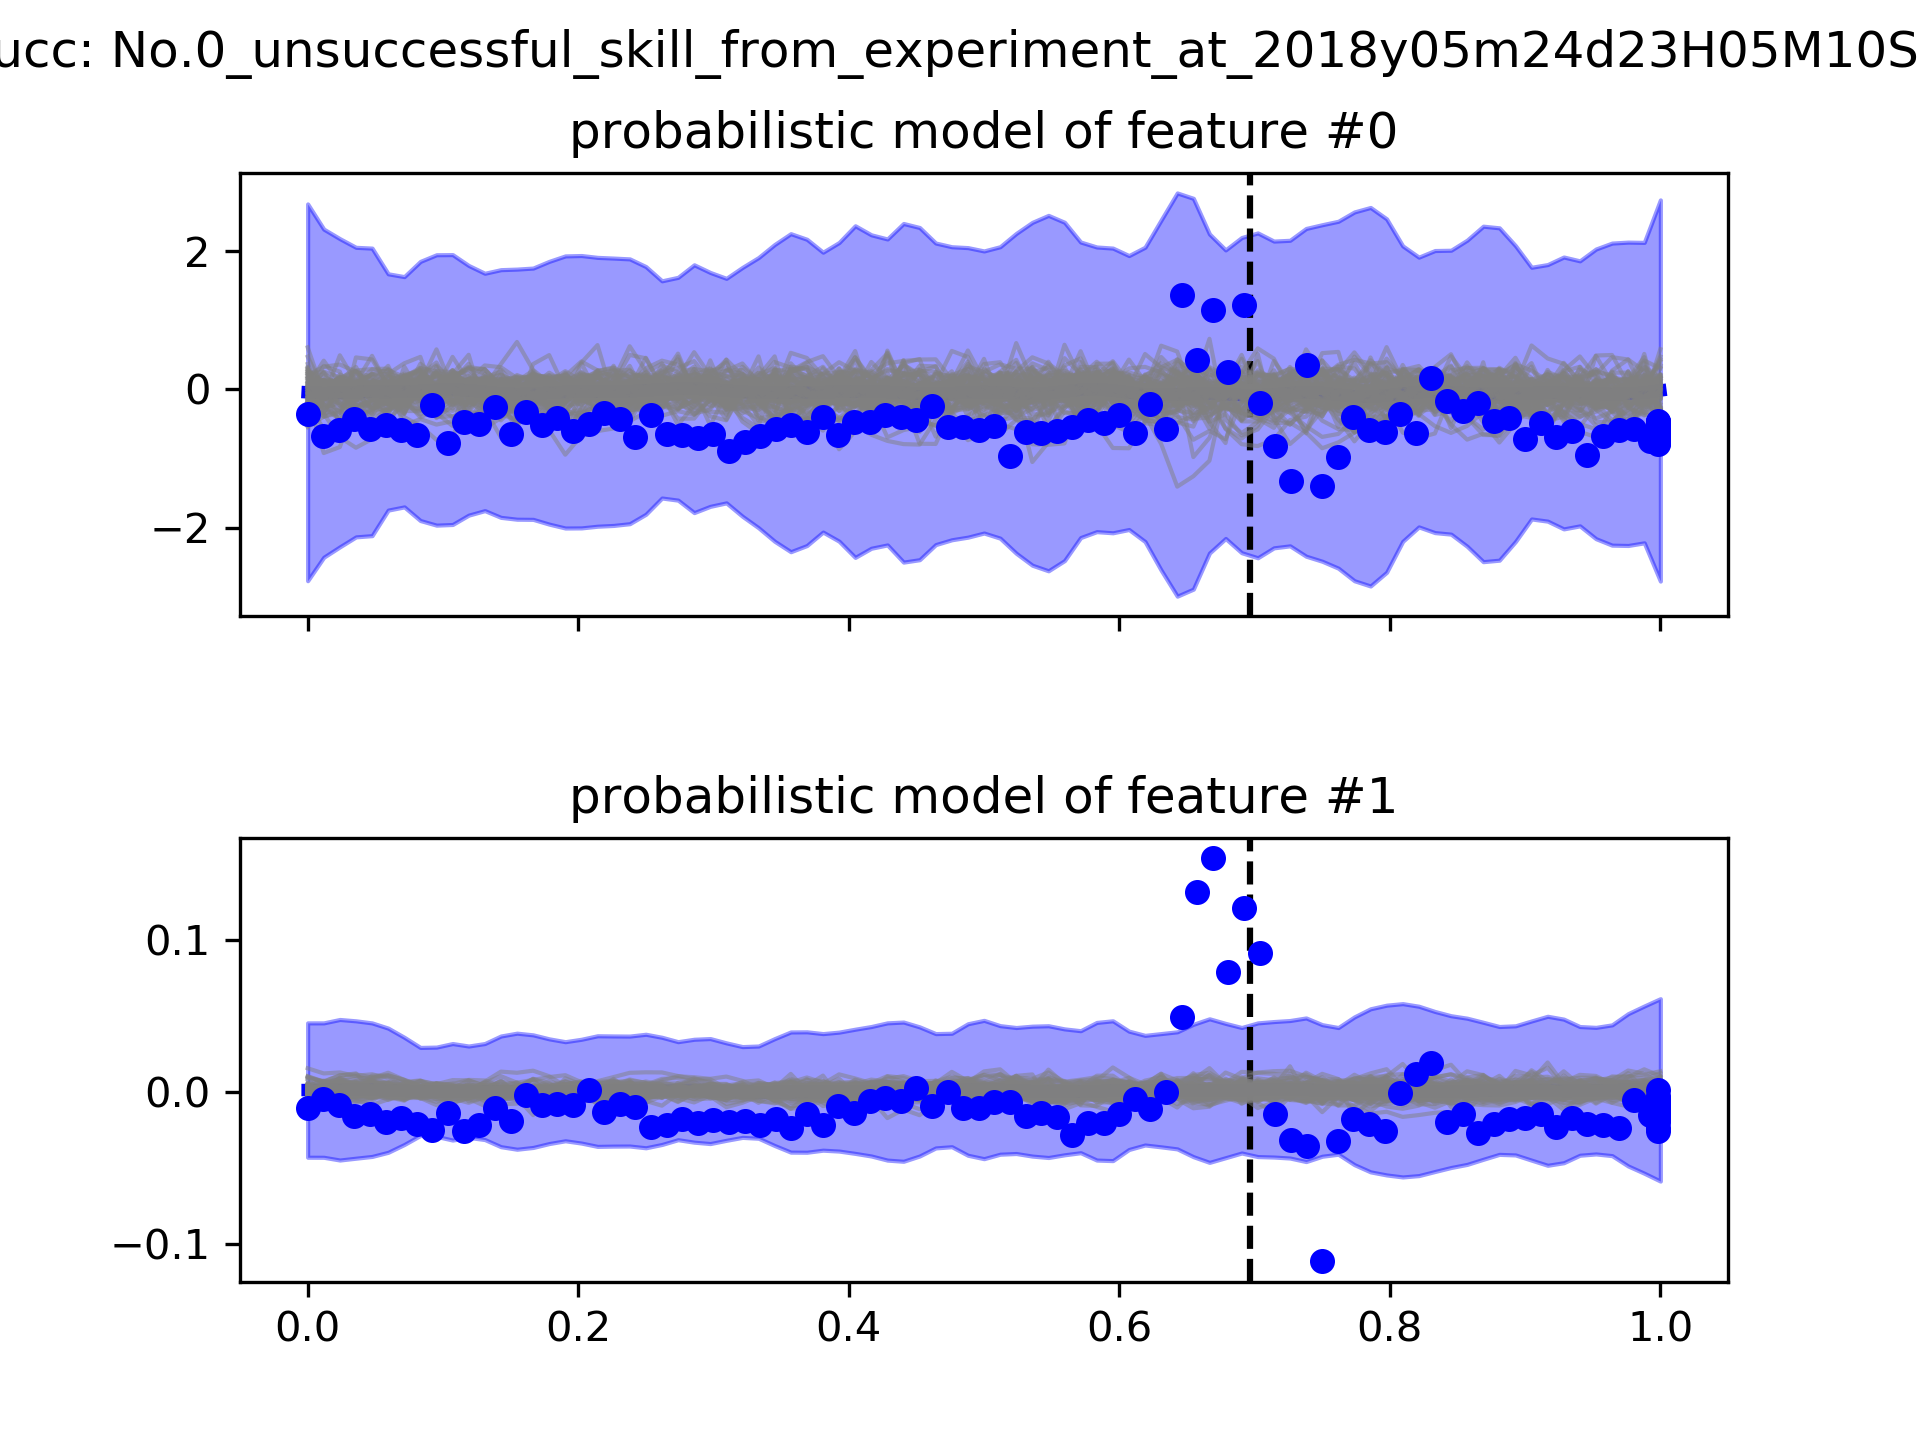 ucc: No.0_unsuccessful_skill_from_experiment_at_2018y05m24d23H05M10S
probabilistic model of feature #0
2
0
−2
probabilistic model of feature #1
0.1
0.0
−0.1
0.0 0.2 0.4 0.6 0.8 1.0